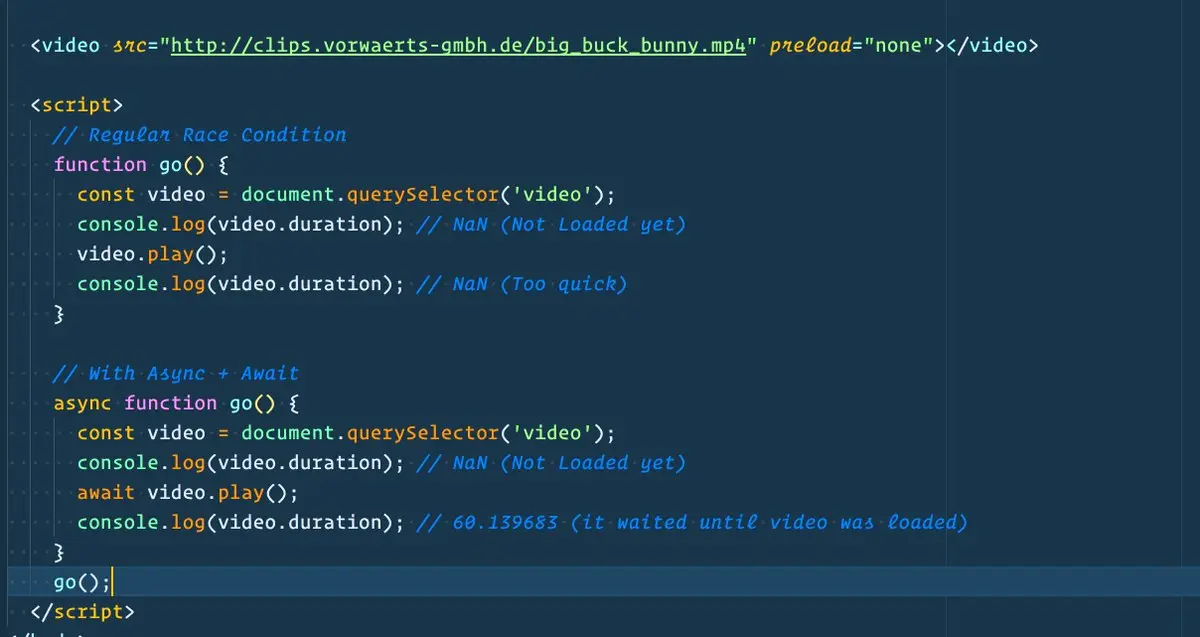 <video src="http://clips.vorwaerts-gmbh.de/big_buck_bunny.mp4" preload="none"></video>
<script>
// Regular Race Condition
function go() {
const video = document.querySelector('video');
console.log(video.duration); // NaN (Not Loaded yet)
video.play();
console.log(video.duration); // NaN (Too quick)
}
// With Async + Await
async function go() {
const video = document.querySelector('video');
console.log(video.duration); // NaN (Not Loaded yet)
await video.play();
console.log(video.duration); // 60.139683 (it waited until video was loaded)
}
go();
</script>